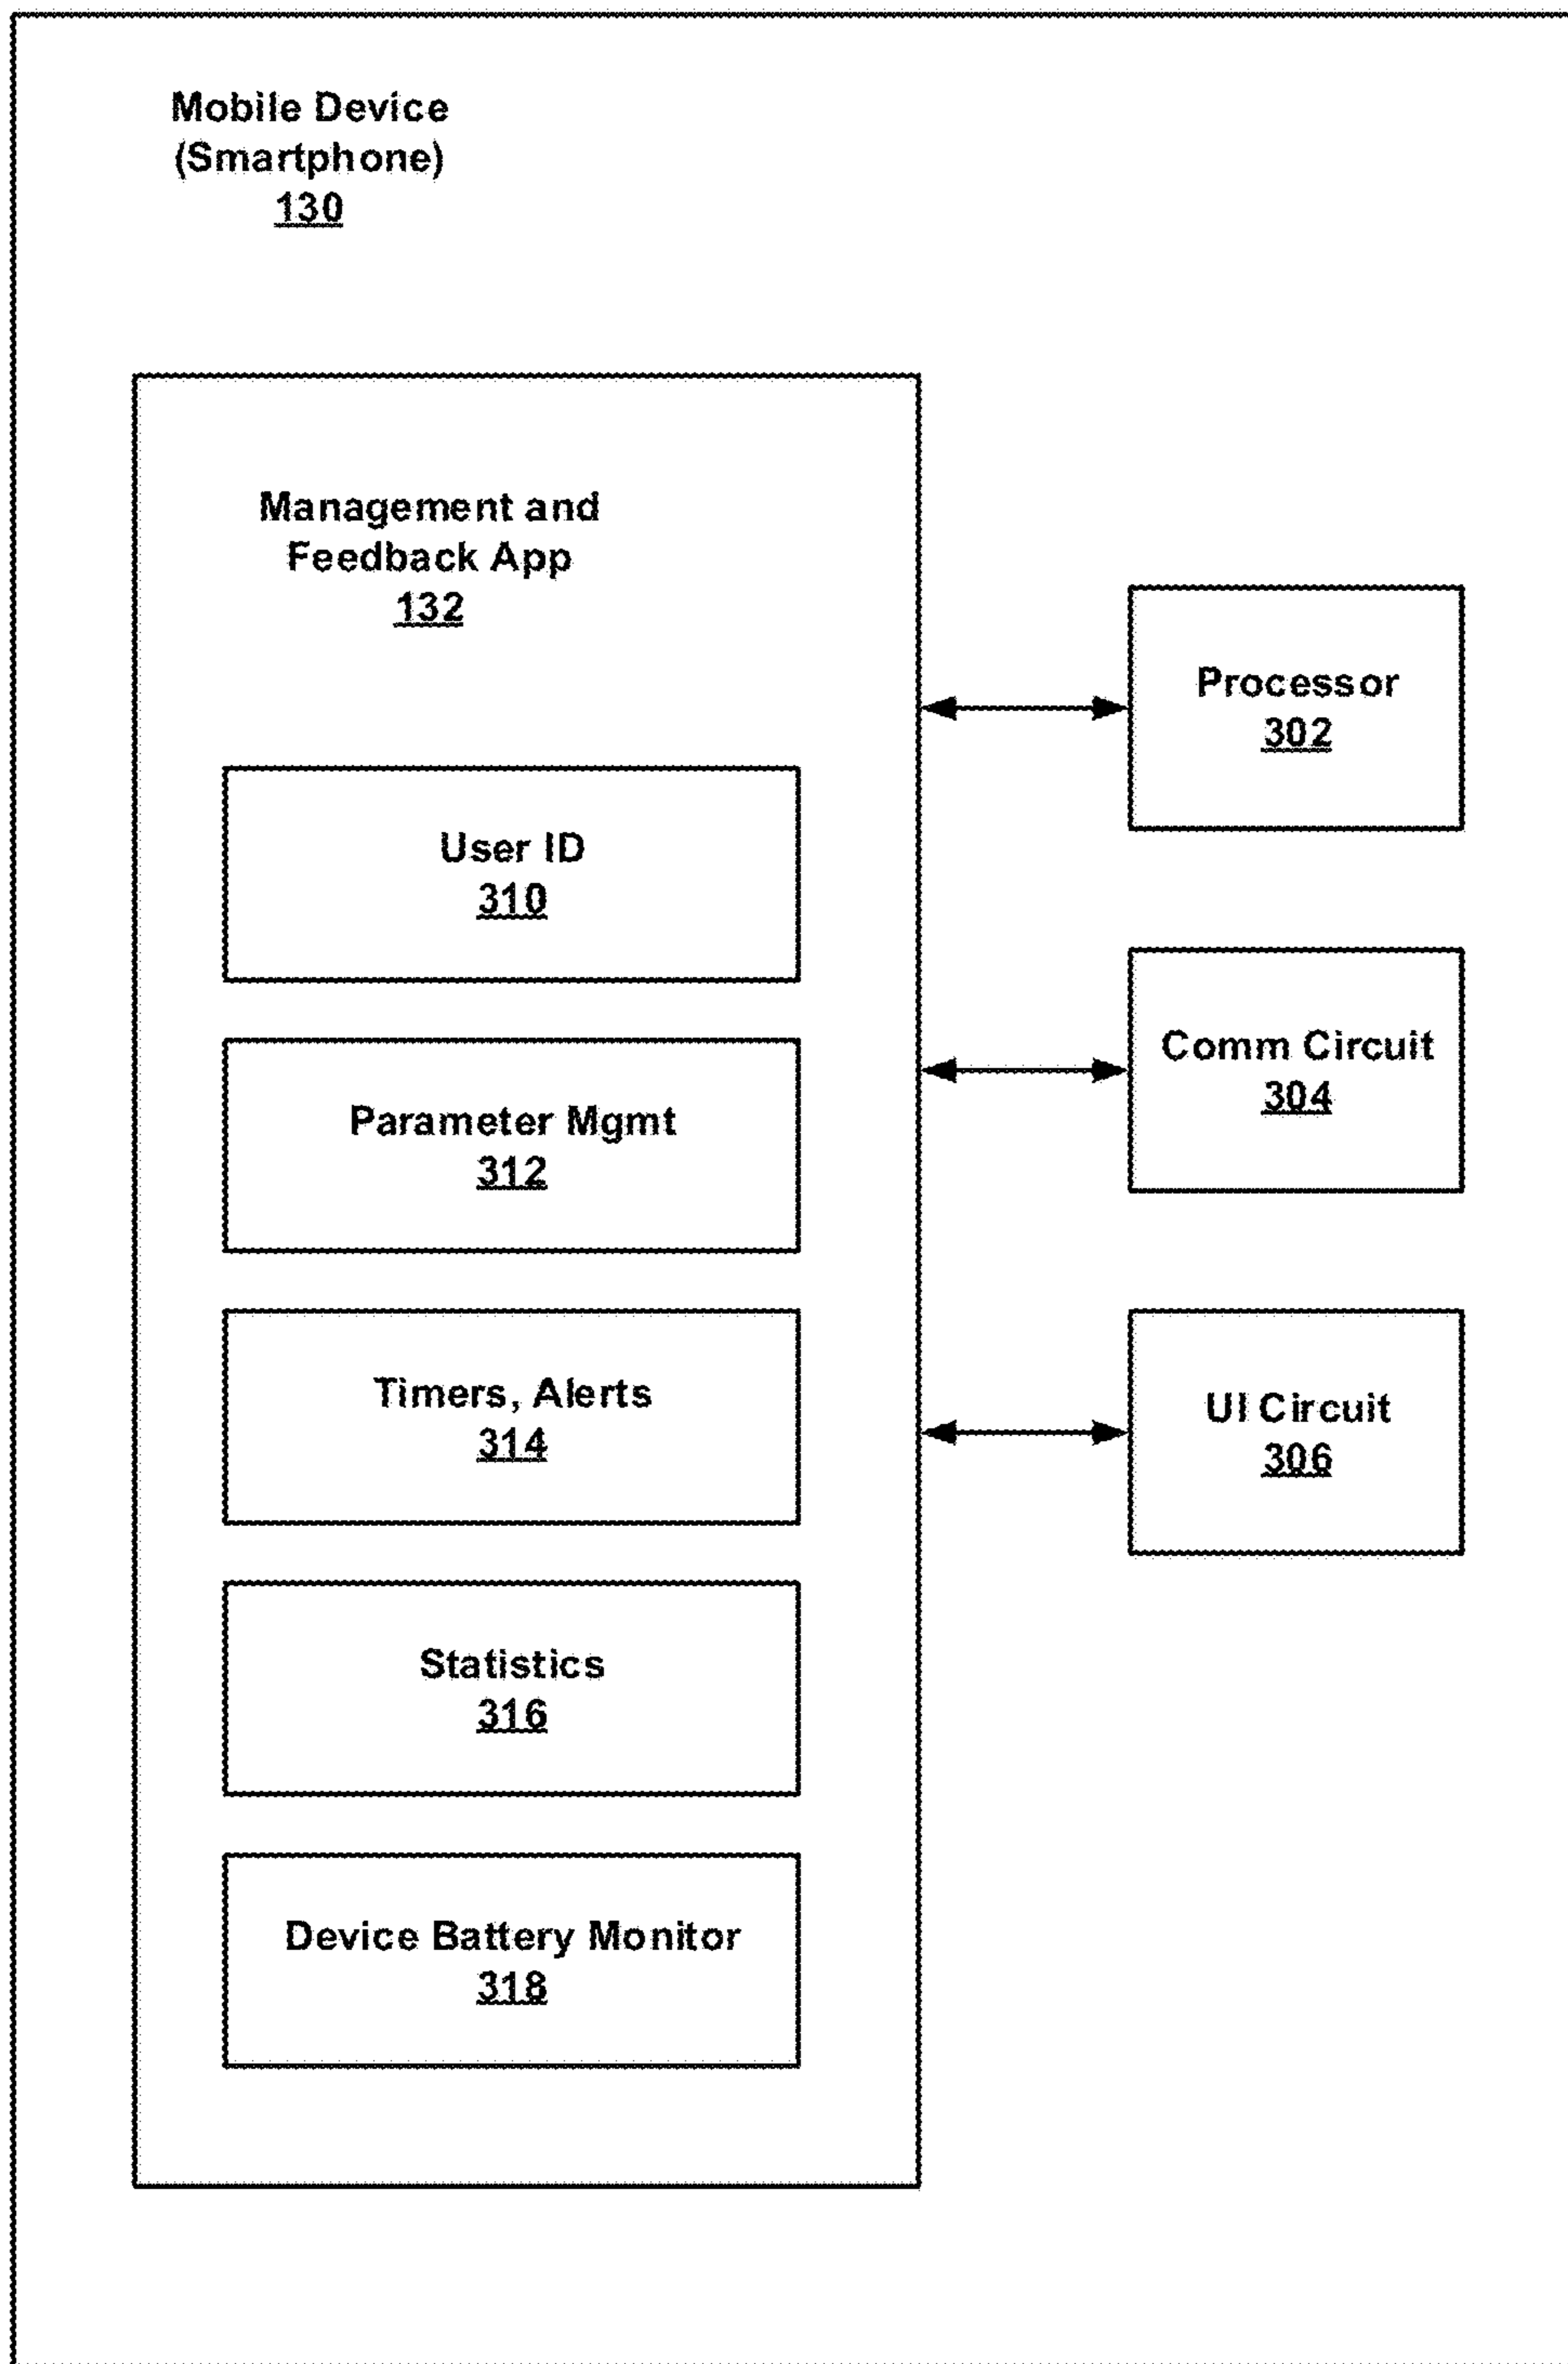 Mobile Device
(Smartphone)
130
Management and
Feedback App
132
User ID
310
Parameter Mgmt
312
Timers, Alerts
314
Statistics
316
Device Battery Monitor
318
Processor
302
Comm Circuit
304
UI Circuit
306